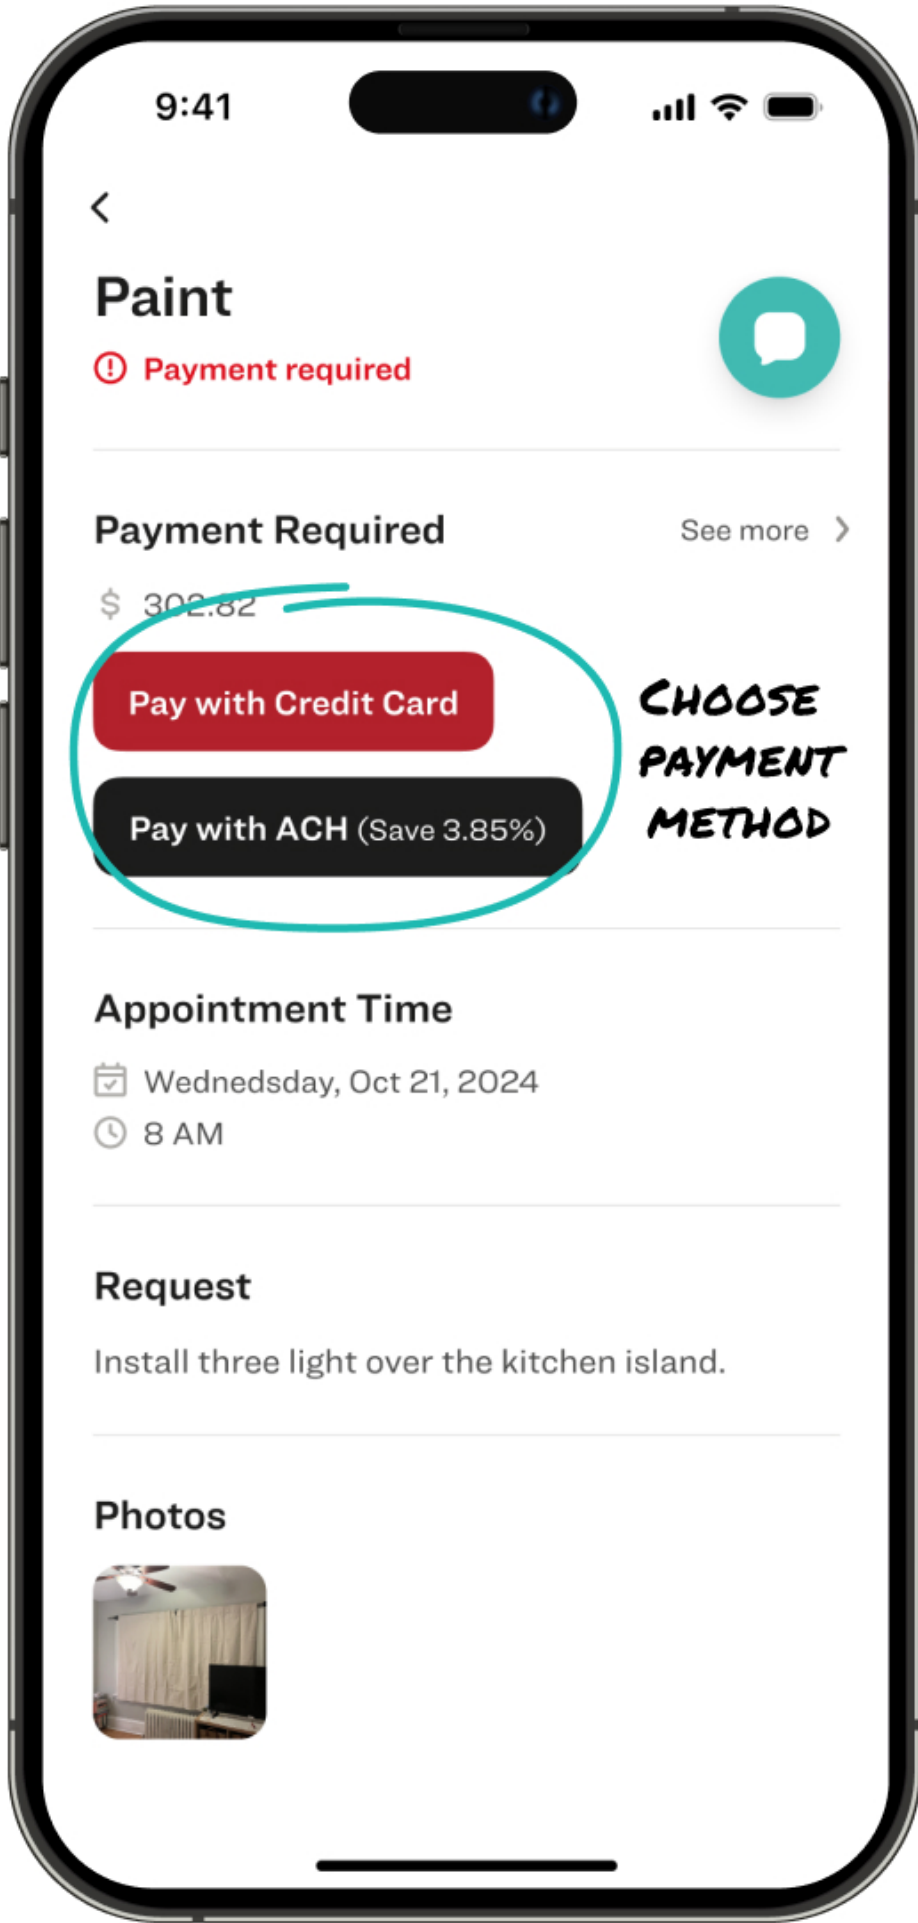 9:41
Paint
Payment required
Payment Required
See more
$ 302.82
Pay with Credit Card
Pay with ACH (Save 3.85%)
CHOOSE
PAYMENT
METHOD
Appointment Time
Wednedsday, Oct 21, 2024
8 AM
Request
Install three light over the kitchen island.
Photos